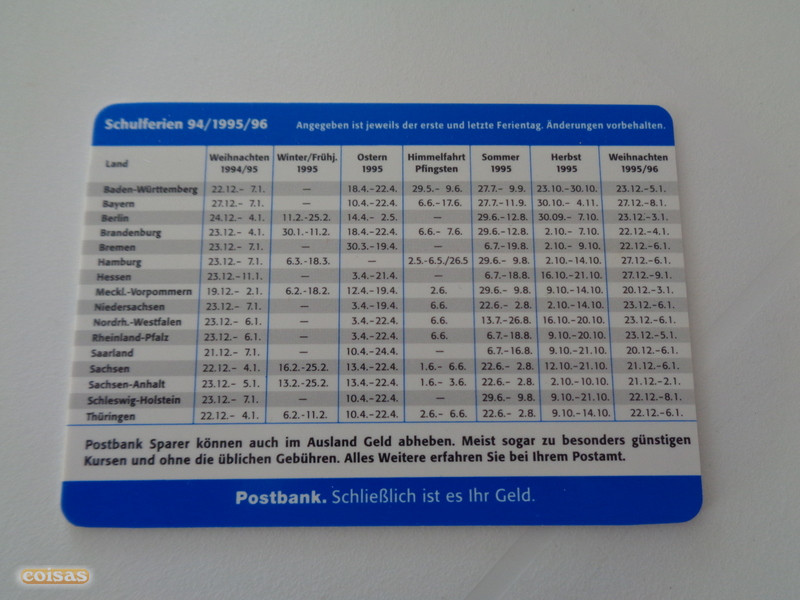 Schulferien 94/1995/96 Angegeben ist jeweils der erste und letzte Ferientag. Änderungen vorbehalten.
Land Weihnachten 1994/95 Winter/Frühj. 1995 Ostern 1995 Himmelfahrt Pfingsten Sommer 1995 Herbst 1995 Weihnachten 1995/96
Baden-Württemberg 22.12.- 7.1. — 18.4.-22.4. 29.5.- 9.6. 27.7.- 9.9. 23.10.-30.10. 23.12.-5.1.
Bayern 27.12.- 7.1. — 10.4.-22.4. 6.6.-17.6. 27.7.-11.9. 30.10.- 4.11. 27.12.-8.1.
Berlin 24.12.- 4.1. 11.2.-25.2. 14.4.- 2.5. — 29.6.-12.8. 30.09.- 7.10. 23.12.-3.1.
Brandenburg 23.12.- 4.1. 30.1.-11.2. 18.4.-22.4. 6.6.- 7.6. 29.6.-12.8. 2.10.- 7.10. 22.12.-4.1.
Bremen 23.12.- 7.1. — 30.3.-19.4. — 6.7.-19.8. 2.10.- 9.10. 22.12.-6.1.
Hamburg 23.12.- 7.1. 6.3.-18.3. — 2.5.-6.5./26.5 29.6.- 9.8. 2.10.-14.10. 27.12.-6.1.
Hessen 23.12.-11.1. — 3.4.-21.4. — 6.7.-18.8. 16.10.-21.10. 27.12.-9.1.
Meckl.-Vorpommern 19.12.- 2.1. 6.2.-18.2. 12.4.-19.4. 2.6. 29.6.- 9.8. 9.10.-14.10. 20.12.-3.1.
Niedersachsen 23.12.- 7.1. — 3.4.-19.4. 6.6. 22.6.- 2.8. 2.10.-14.10. 23.12.-6.1.
Nordrh.-Westfalen 23.12.- 6.1. — 3.4.-22.4. 6.6. 13.7.-26.8. 16.10.-20.10. 23.12.-6.1.
Rheinland-Pfalz 23.12.- 6.1. — 3.4.-22.4. 6.6. 6.7.-18.8. 9.10.-20.10. 23.12.-5.1.
Saarland 21.12.- 7.1. — 10.4.-24.4. — 6.7.-16.8. 9.10.-21.10. 20.12.-6.1.
Sachsen 22.12.- 4.1. 16.2.-25.2. 13.4.-22.4. 1.6.- 6.6. 22.6.- 2.8. 12.10.-21.10. 21.12.-6.1.
Sachsen-Anhalt 23.12.- 5.1. 13.2.-25.2. 13.4.-22.4. 1.6.- 3.6. 22.6.- 2.8. 2.10.-10.10. 21.12.-2.1.
Schleswig-Holstein 23.12.- 7.1. — 10.4.-22.4. — 29.6.- 9.8. 9.10.-21.10. 22.12.-8.1.
Thüringen 22.12.- 4.1. 6.2.-11.2. 10.4.-22.4. 2.6.- 6.6. 22.6.- 2.8. 9.10.-14.10. 22.12.-6.1.
Postbank Sparer können auch im Ausland Geld abheben. Meist sogar zu besonders günstigen
Kursen und ohne die üblichen Gebühren. Alles Weitere erfahren Sie bei Ihrem Postamt.
Postbank. Schließlich ist es Ihr Geld.
coisas